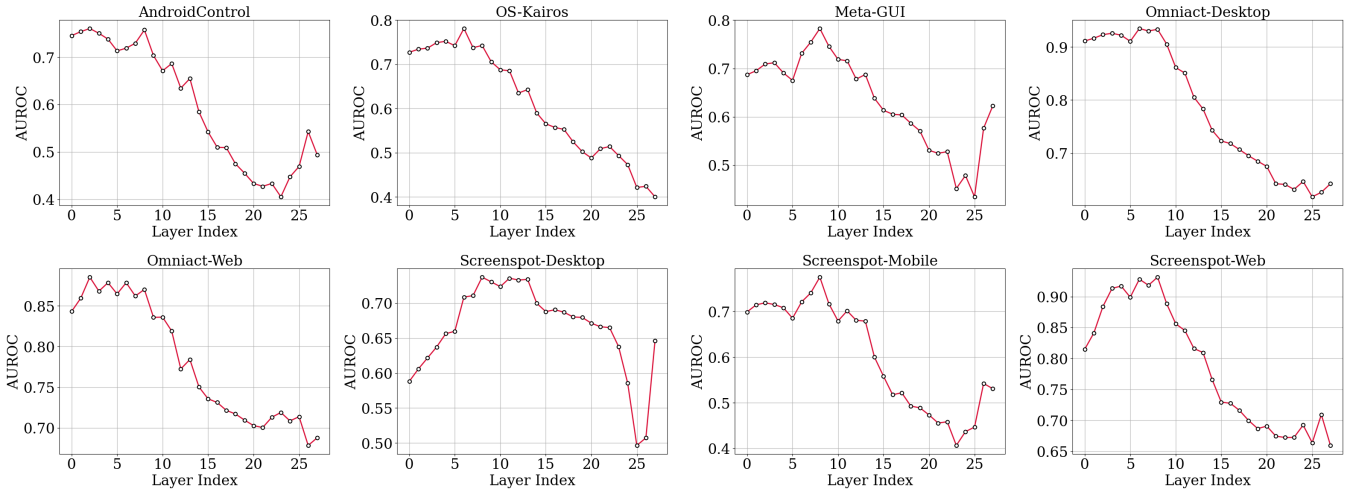 AndroidControl
AUROC
0.7
0.6
0.5
0.4
0 5 10 15 20 25
Layer Index
OS-Kairos
AUROC
0.8
0.7
0.6
0.5
0.4
0 5 10 15 20 25
Layer Index
Meta-GUI
AUROC
0.8
0.7
0.6
0.5
0 5 10 15 20 25
Layer Index
Omniact-Desktop
AUROC
0.9
0.8
0.7
0 5 10 15 20 25
Layer Index
Omniact-Web
AUROC
0.85
0.80
0.75
0.70
0 5 10 15 20 25
Layer Index
Screenspot-Desktop
AUROC
0.70
0.65
0.60
0.55
0.50
0 5 10 15 20 25
Layer Index
Screenspot-Mobile
AUROC
0.7
0.6
0.5
0.4
0 5 10 15 20 25
Layer Index
Screenspot-Web
AUROC
0.90
0.85
0.80
0.75
0.70
0.65
0 5 10 15 20 25
Layer Index